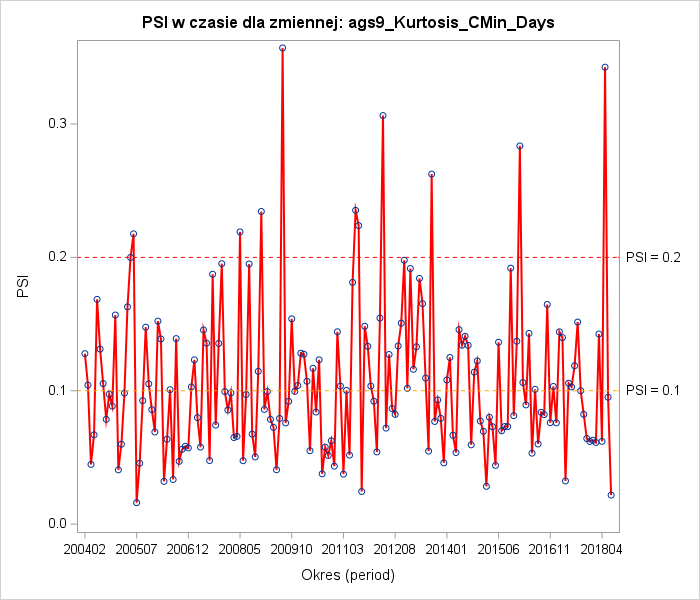 PSI w czasie dla zmiennej: ags9_Kurtosis_CMin_Days
PSI
0.3
0.2
0.1
0.0
PSI = 0.2
PSI = 0.1
200402 200507 200612 200805 200910 201103 201208 201401 201506 201611 201804
Okres (period)